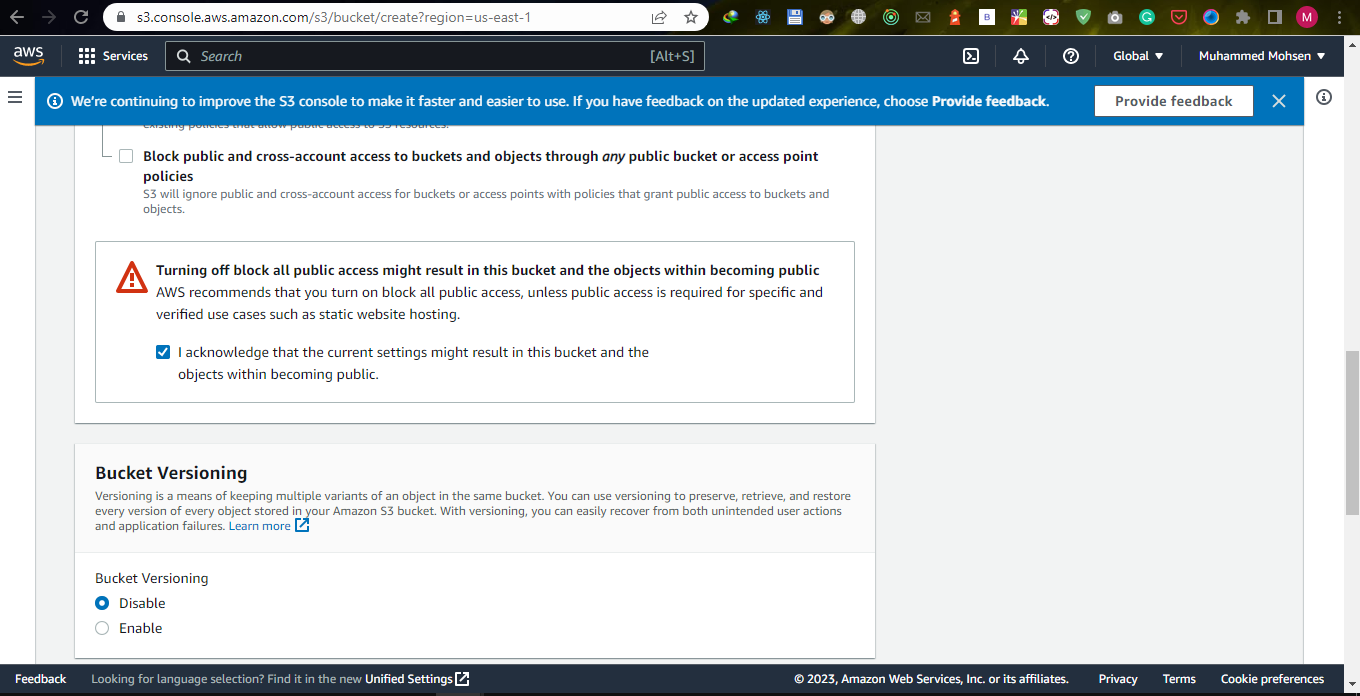 s3.console.aws.amazon.com/s3/bucket/create?region=us-east-1
B
G
M
aws
Services
Search [Alt+S]
Global
Muhammed Mohsen
We're continuing to improve the S3 console to make it faster and easier to use. If you have feedback on the updated experience, choose Provide feedback.
Provide feedback
existing policies that allow public access to S3 resources.
Block public and cross-account access to buckets and objects through any public bucket or access point
policies
S3 will ignore public and cross-account access for buckets or access points with policies that grant public access to buckets and
objects.
Turning off block all public access might result in this bucket and the objects within becoming public
AWS recommends that you turn on block all public access, unless public access is required for specific and
verified use cases such as static website hosting.
I acknowledge that the current settings might result in this bucket and the
objects within becoming public.
Bucket Versioning
Versioning is a means of keeping multiple variants of an object in the same bucket. You can use versioning to preserve, retrieve, and restore
every version of every object stored in your Amazon S3 bucket. With versioning, you can easily recover from both unintended user actions
and application failures. Learn more
Bucket Versioning
Disable
Enable
Feedback
Looking for language selection? Find it in the new Unified Settings
© 2023, Amazon Web Services, Inc. or its affiliates.
Privacy
Terms
Cookie preferences